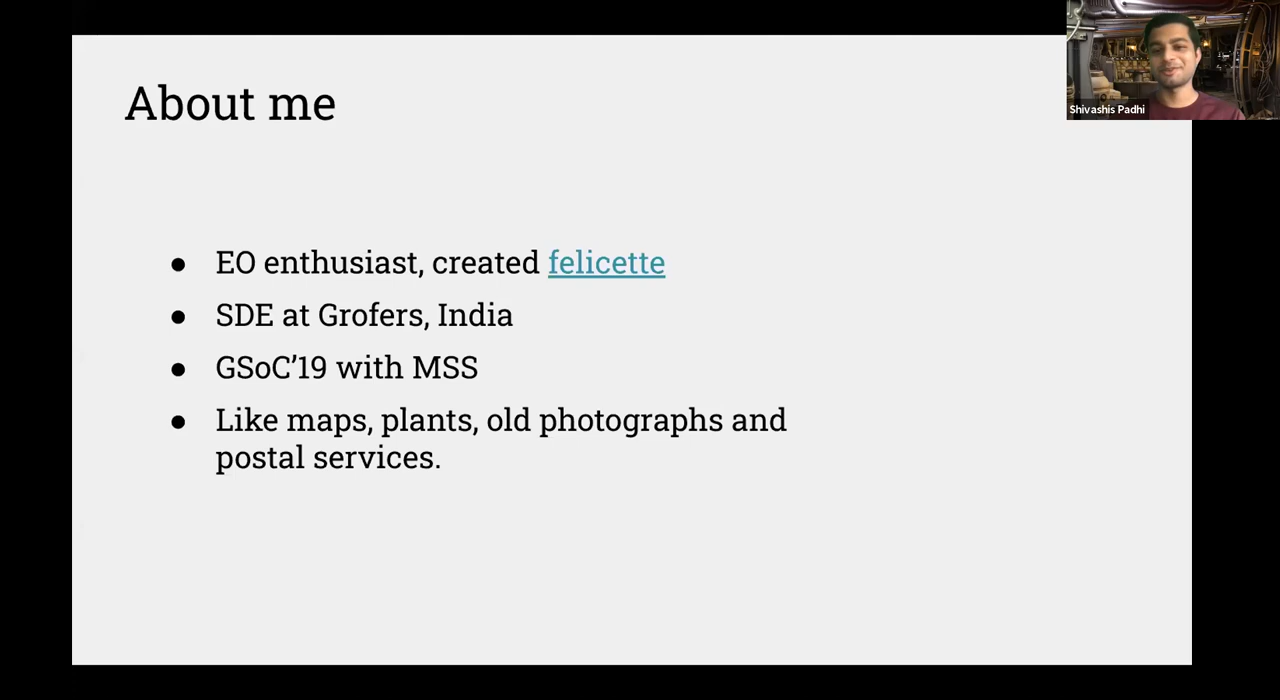 About me
Shivashis Padhi
● EO enthusiast, created felicette
● SDE at Grofers, India
● GSoC’19 with MSS
● Like maps, plants, old photographs and
postal services.